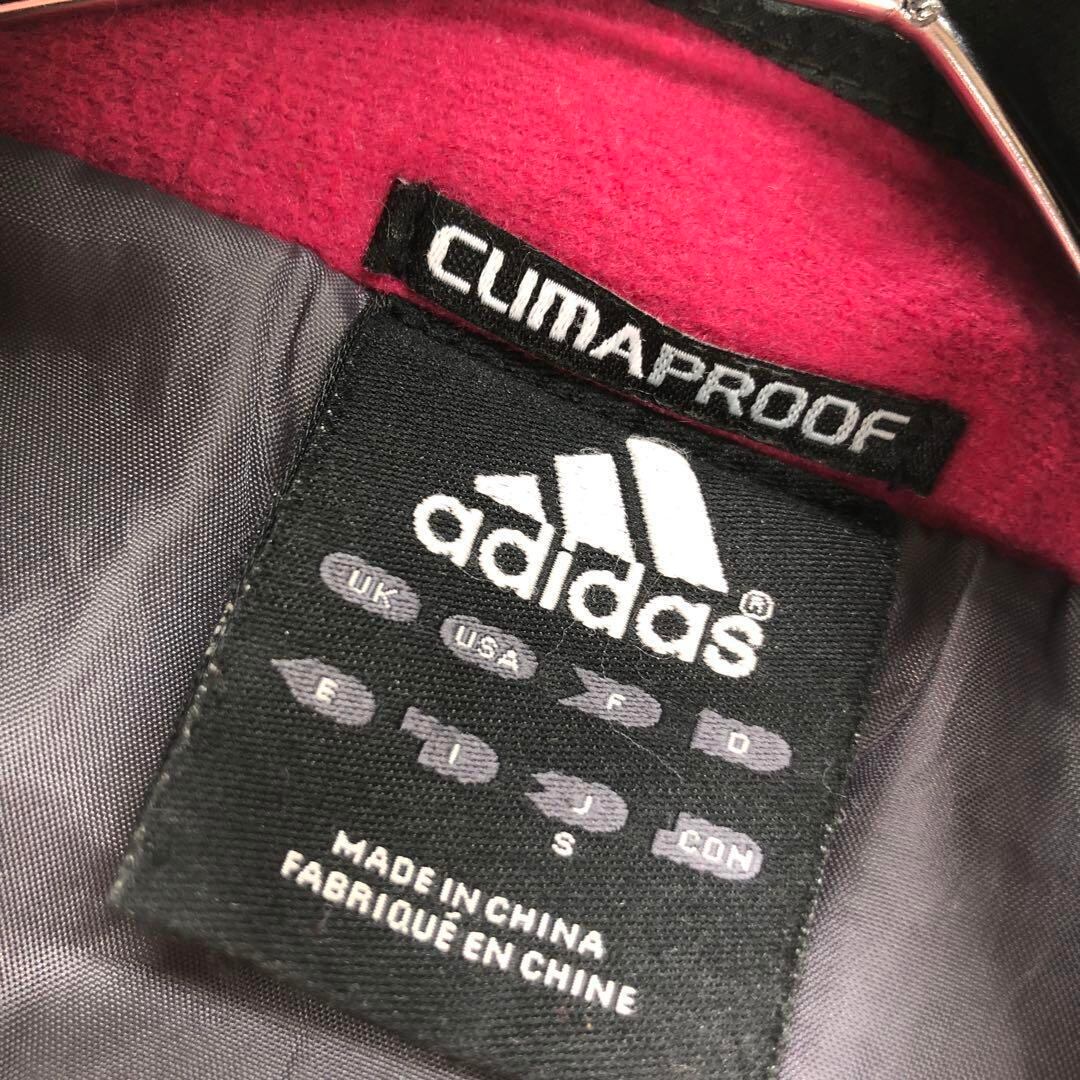 CLIMAPROOF
adidas®
UK USA F D
E I J CON
S
MADE IN CHINA
FABRIQUÉ EN CHINE